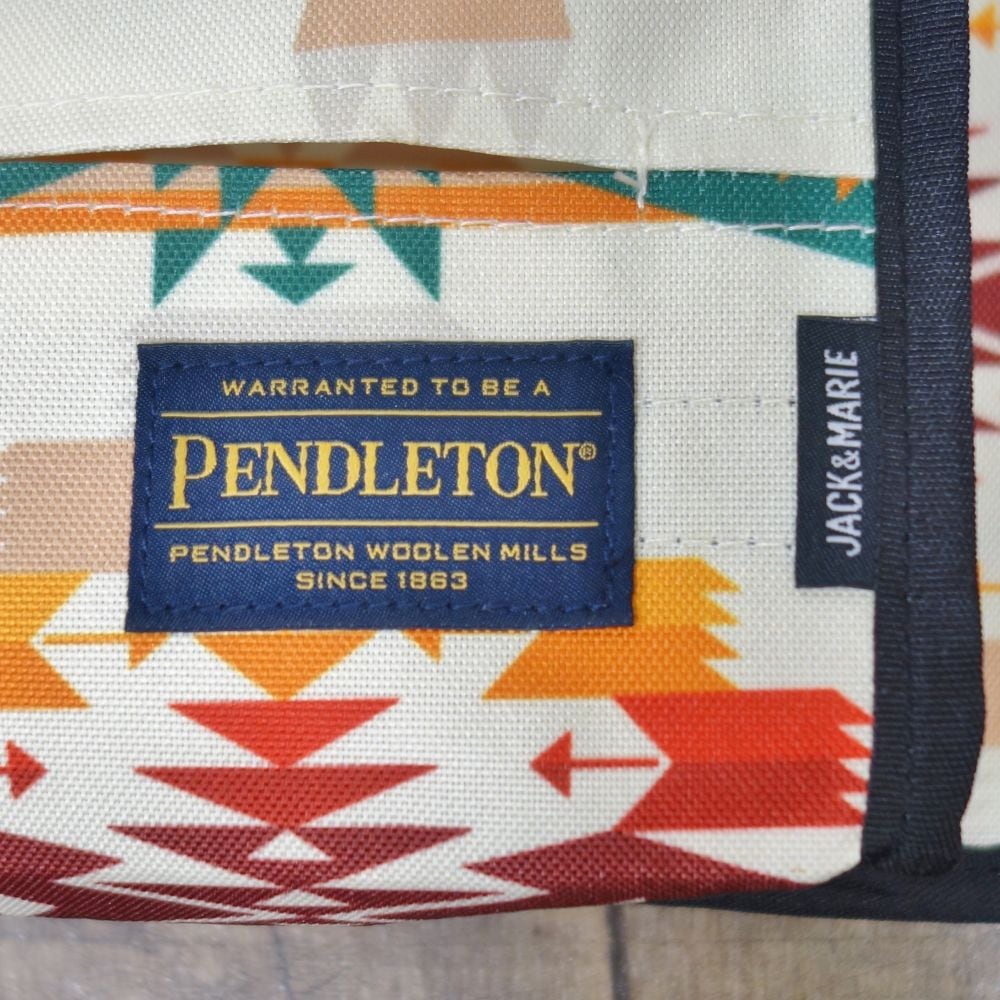 WARRANTED TO BE A
PENDLETON®
PENDLETON WOOLEN MILLS
SINCE 1863
JACK&MARIE